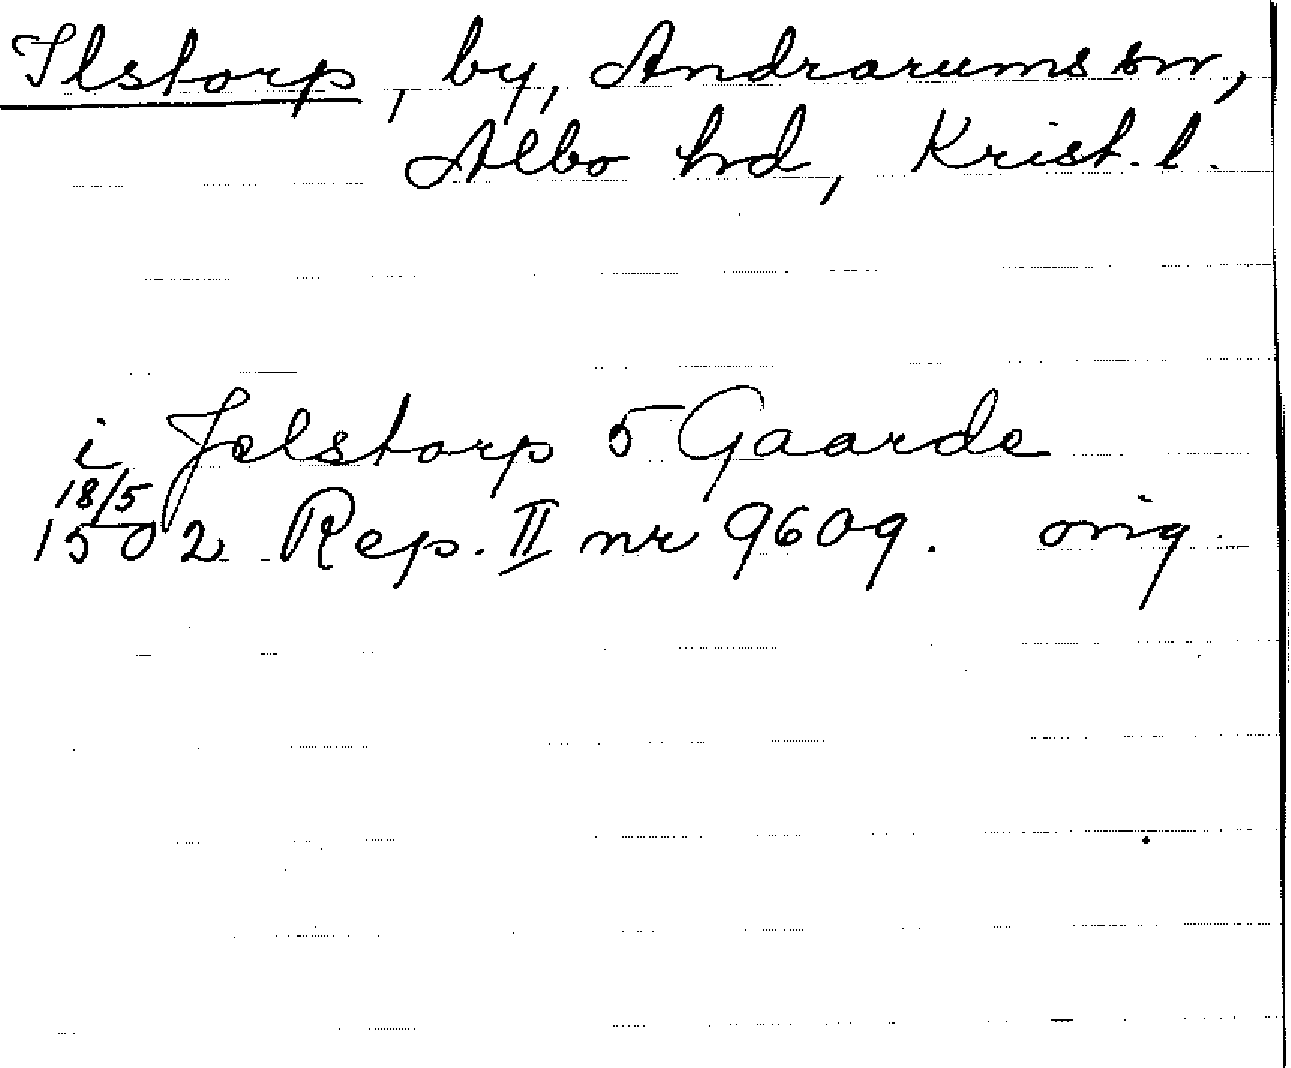 Ilstorp, by, Andrarums sn,
Albo hd, Krist. l.
i Jelstorp 5 Gaarde
18/5
1502 Rep. II nr 9609. orig.